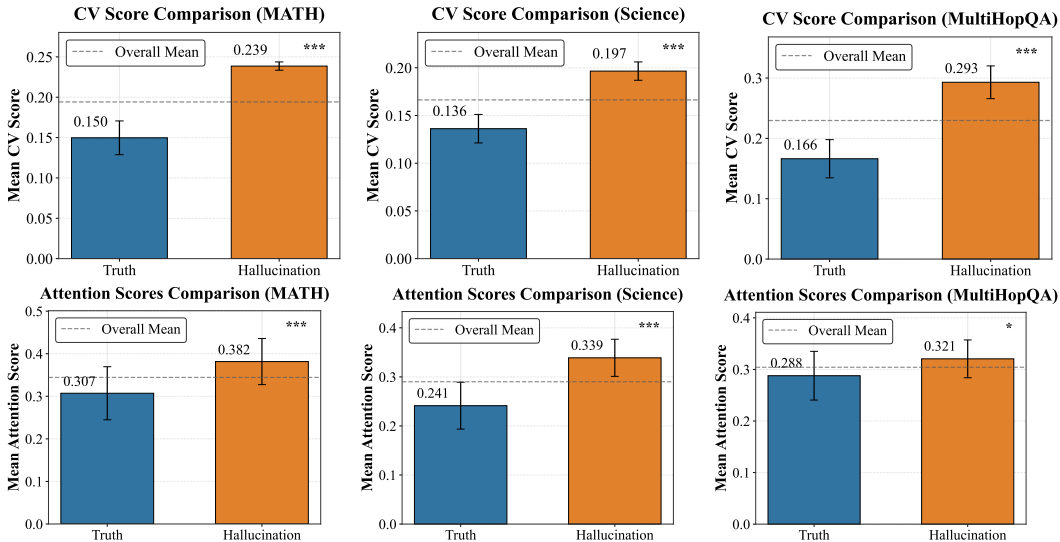 CV Score Comparison (MATH)
Mean CV Score
0.25
0.20
0.15
0.10
0.05
0.00
Overall Mean
0.150
0.239
***
Truth
Hallucination
CV Score Comparison (Science)
Mean CV Score
0.20
0.15
0.10
0.05
0.00
Overall Mean
0.136
0.197
***
Truth
Hallucination
CV Score Comparison (MultiHopQA)
Mean CV Score
0.3
0.2
0.1
0.0
Overall Mean
0.166
0.293
***
Truth
Hallucination
Attention Scores Comparison (MATH)
Mean Attention Score
0.5
0.4
0.3
0.2
0.1
0.0
Overall Mean
0.307
0.382
***
Truth
Hallucination
Attention Scores Comparison (Science)
Mean Attention Score
0.4
0.3
0.2
0.1
0.0
Overall Mean
0.241
0.339
***
Truth
Hallucination
Attention Scores Comparison (MultiHopQA)
Mean Attention Score
0.4
0.3
0.2
0.1
0.0
Overall Mean
0.288
0.321
*
Truth
Hallucination